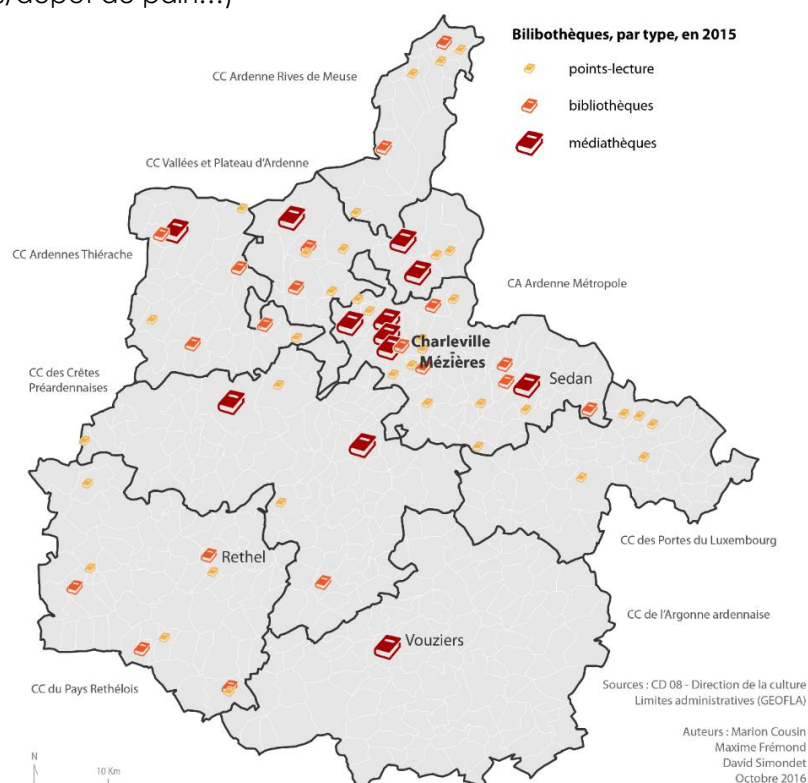 s/dépôt de pain...)
Bilibothèques, par type, en 2015
points-lecture
bibliothèques
médiathèques
CC Ardenne Rives de Meuse
CC Vallées et Plateau d'Ardenne
CC Ardennes Thiérache
CA Ardenne Métropole
Charleville
Mézières
Sedan
CC des Crêtes
Préardennaises
Rethel
CC des Portes du Luxembourg
CC de l'Argonne ardennaise
Vouziers
CC du Pays Rethélois
Sources : CD 08 - Direction de la culture
Limites administratives (GEOFLA)
Auteurs : Marion Cousin
Maxime Frémond
David Simondet
Octobre 2016
N
10 Km